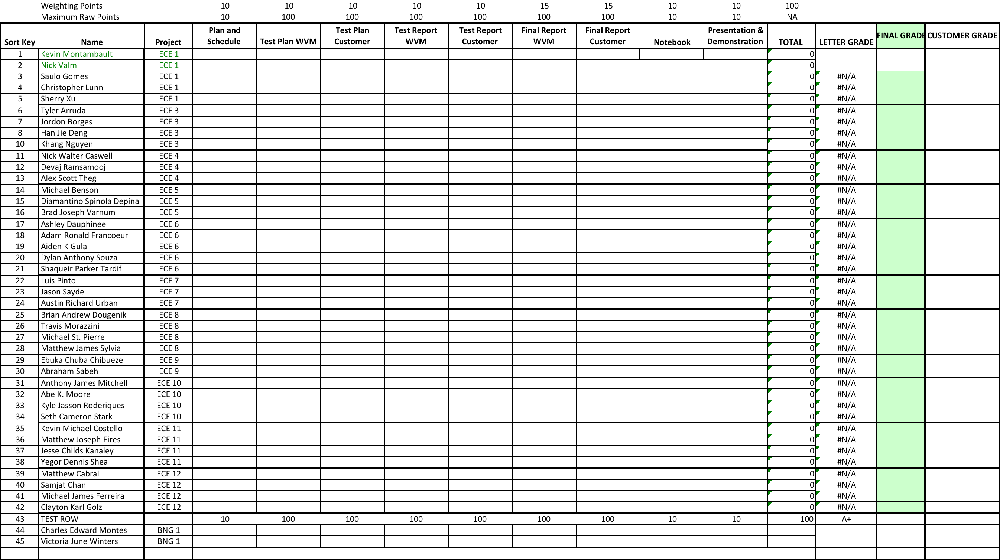 Weighting Points 10 10 10 10 10 15 15 10 10 100
Maximum Raw Points 10 100 100 100 100 100 100 10 10 NA
Sort Key Name Project Plan and Schedule Test Plan WVM Test Plan Customer Test Report WVM Test Report Customer Final Report WVM Final Report Customer Notebook Presentation & Demonstration TOTAL LETTER GRADE FINAL GRADE CUSTOMER GRADE
1 Kevin Montambault ECE 1 0
2 Nick Valm ECE 1 0
3 Saulo Gomes ECE 1 0 #N/A
4 Christopher Lunn ECE 1 0 #N/A
5 Sherry Xu ECE 1 0 #N/A
6 Tyler Arruda ECE 3 0 #N/A
7 Jordon Borges ECE 3 0 #N/A
8 Han Jie Deng ECE 3 0 #N/A
10 Khang Nguyen ECE 3 0 #N/A
11 Nick Walter Caswell ECE 4 0 #N/A
12 Devaj Ramsamooj ECE 4 0 #N/A
13 Alex Scott Theg ECE 4 0 #N/A
14 Michael Benson ECE 5 0 #N/A
15 Diamantino Spinola Depina ECE 5 0 #N/A
16 Brad Joseph Varnum ECE 5 0 #N/A
17 Ashley Dauphinee ECE 6 0 #N/A
18 Adam Ronald Francoeur ECE 6 0 #N/A
19 Aiden K Gula ECE 6 0 #N/A
20 Dylan Anthony Souza ECE 6 0 #N/A
21 Shaqueir Parker Tardif ECE 6 0 #N/A
22 Luis Pinto ECE 7 0 #N/A
23 Jason Sayde ECE 7 0 #N/A
24 Austin Richard Urban ECE 7 0 #N/A
25 Brian Andrew Dougenik ECE 8 0 #N/A
26 Travis Morazzini ECE 8 0 #N/A
27 Michael St. Pierre ECE 8 0 #N/A
28 Matthew James Sylvia ECE 8 0 #N/A
29 Ebuka Chuba Chibueze ECE 9 0 #N/A
30 Abraham Sabeh ECE 9 0 #N/A
31 Anthony James Mitchell ECE 10 0 #N/A
32 Abe K. Moore ECE 10 0 #N/A
33 Kyle Jasson Roderiques ECE 10 0 #N/A
34 Seth Cameron Stark ECE 10 0 #N/A
35 Kevin Michael Costello ECE 11 0 #N/A
36 Matthew Joseph Eires ECE 11 0 #N/A
37 Jesse Childs Kanaley ECE 11 0 #N/A
38 Yegor Dennis Shea ECE 11 0 #N/A
39 Matthew Cabral ECE 12 0 #N/A
40 Samjat Chan ECE 12 0 #N/A
41 Michael James Ferreira ECE 12 0 #N/A
42 Clayton Karl Golz ECE 12 0 #N/A
43 TEST ROW 10 100 100 100 100 100 100 10 10 100 A+
44 Charles Edward Montes BNG 1
45 Victoria June Winters BNG 1